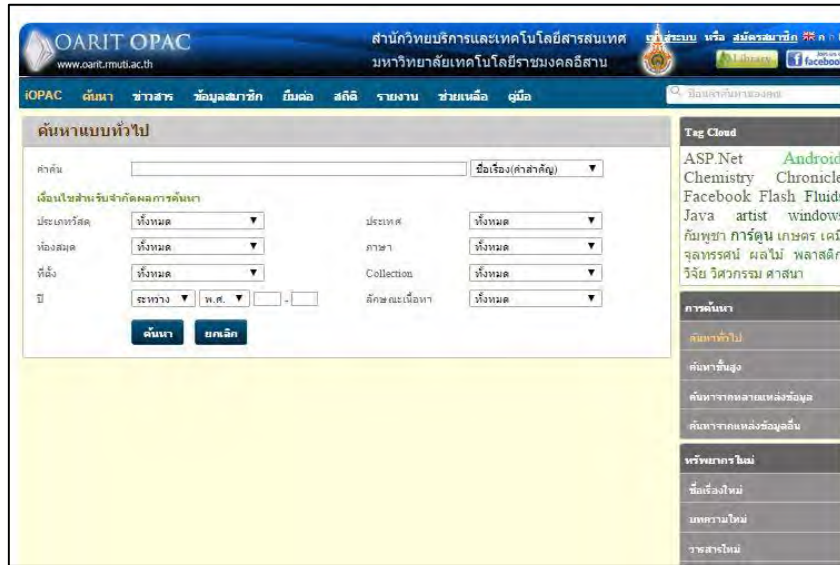 OARIT OPAC
www.oarit.rmuti.ac.th
สำนักวิทยบริการและเทคโนโลยีสารสนเทศ
มหาวิทยาลัยเทคโนโลยีราชมงคลอีสาน
เข้าสู่ระบบ หรือ สมัครสมาชิก
Library
facebook
iOPAC ค้นหา ข่าวสาร ข้อมูลสมาชิก ยืมต่อ สถิติ รายงาน ช่วยเหลือ คู่มือ
ป้อนคำค้นหาของคุณ
ค้นหาแบบทั่วไป
คำค้น
ชื่อเรื่อง(คำสำคัญ)
เงื่อนไขสำหรับจำกัดผลการค้นหา
ประเภทวัสดุ ทั้งหมด ประเทศ ทั้งหมด
ห้องสมุด ทั้งหมด ภาษา ทั้งหมด
ที่ตั้ง ทั้งหมด Collection ทั้งหมด
ปี ระหว่าง พ.ศ. - ลักษณะเนื้อหา ทั้งหมด
ค้นหา ยกเลิก
Tag Cloud
ASP.Net Android
Chemistry Chronicle
Facebook Flash Fluids
Java artist windows
กัมพูชา การ์ตูน เกษตร เคมี
จุลทรรศน์ ผลไม้ พลาสติก
วิจัย วิศวกรรม ศาสนา
การค้นหา
ค้นหาทั่วไป
ค้นหาขั้นสูง
ค้นหาจากหลายแหล่งข้อมูล
ค้นหาจากแหล่งข้อมูลอื่น
ทรัพยากรใหม่
ชื่อเรื่องใหม่
บทความใหม่
วารสารใหม่